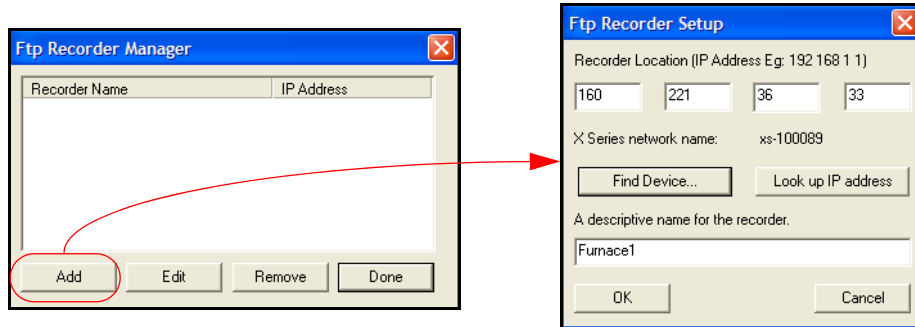 Ftp Recorder Manager
Recorder Name IP Address
Add Edit Remove Done
Ftp Recorder Setup
Recorder Location (IP Address Eg: 192 168 1 1)
160 221 36 33
X Series network name: xs-100089
Find Device... Look up IP address
A descriptive name for the recorder.
Furnace1
OK Cancel